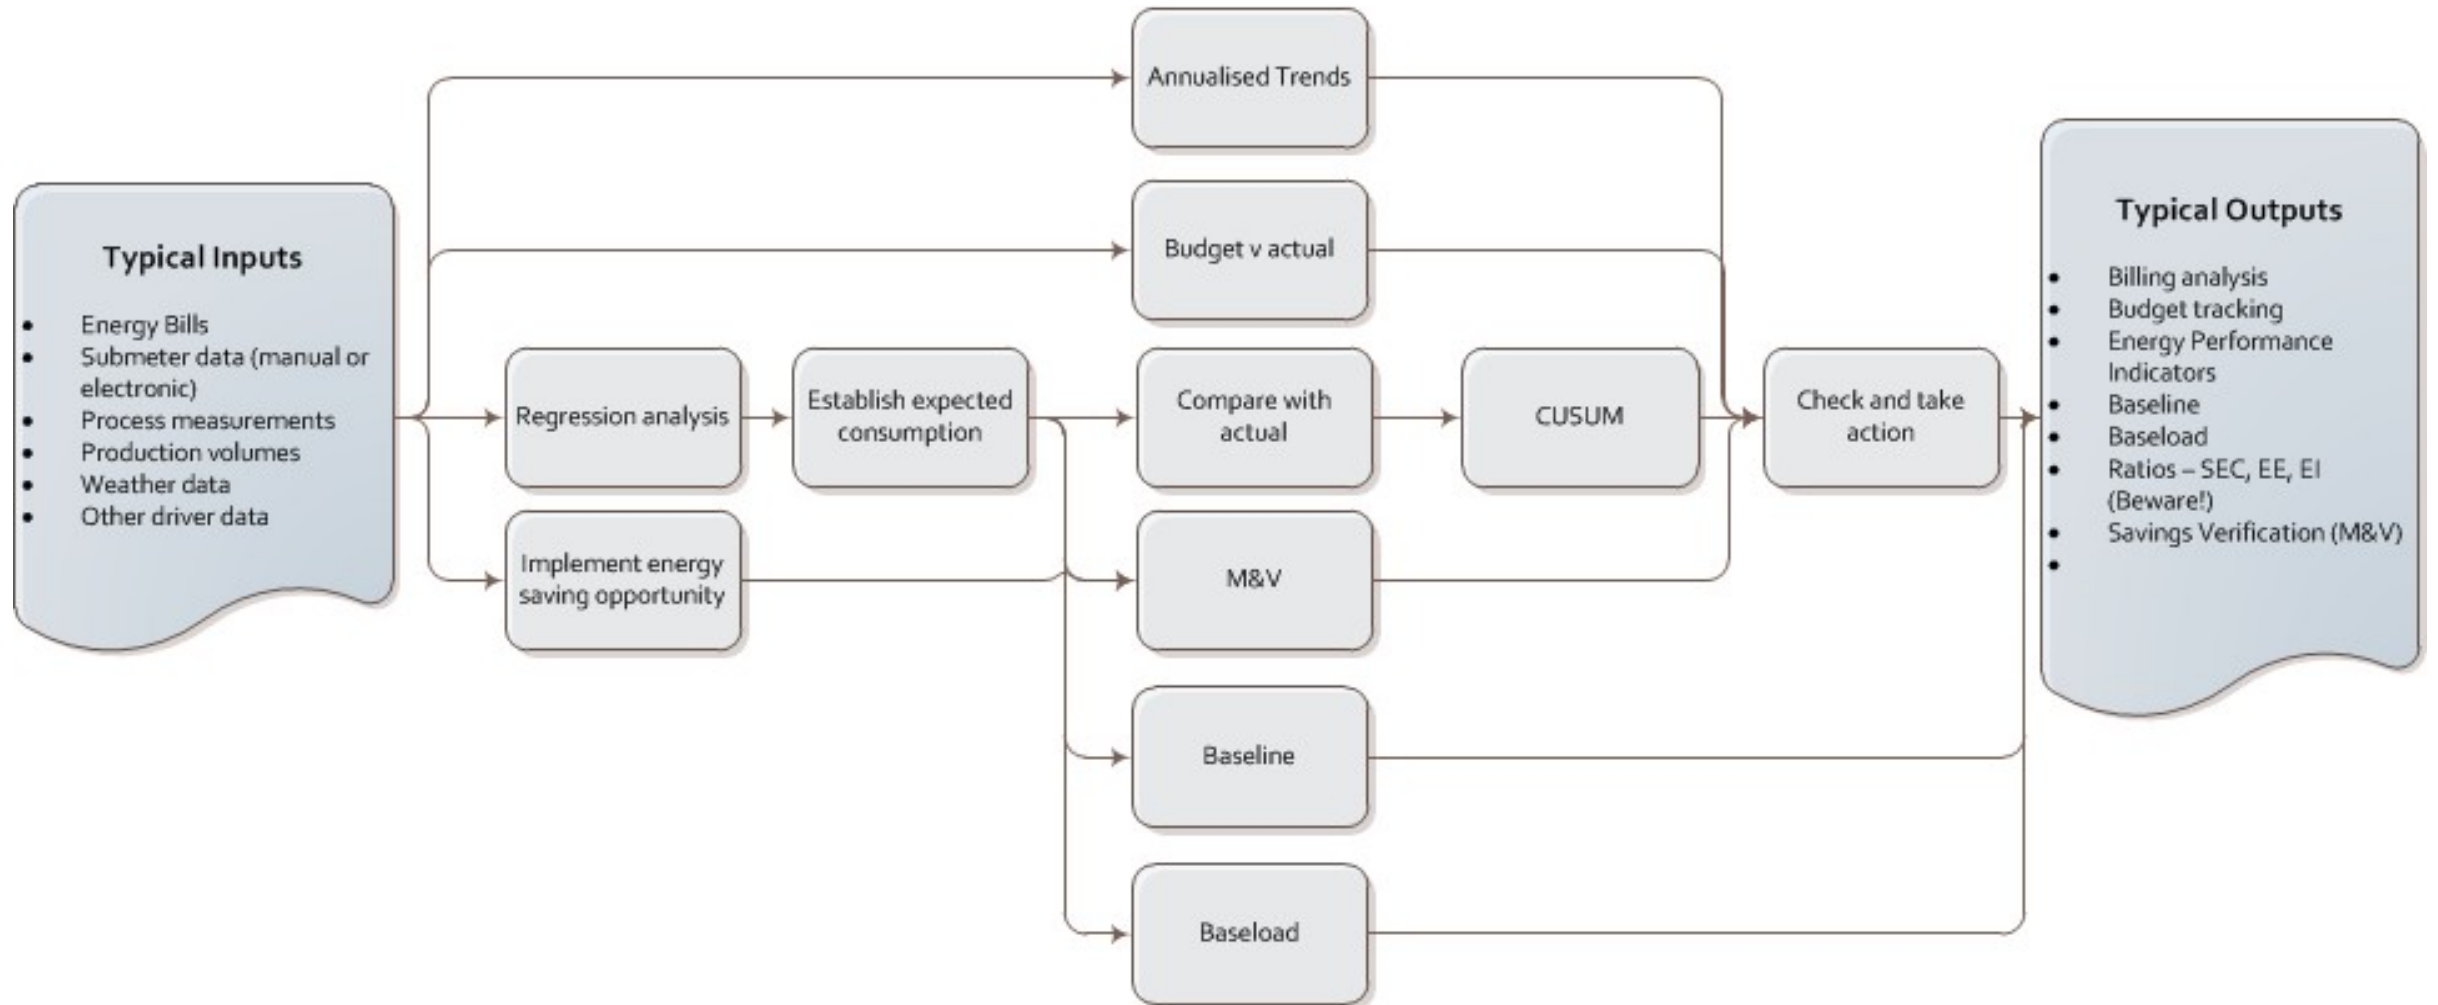 Typical Inputs
• Energy Bills
• Submeter data (manual or
electronic)
• Process measurements
• Production volumes
• Weather data
• Other driver data
Regression analysis
Implement energy
saving opportunity
Establish expected
consumption
Annualised Trends
Budget v actual
Compare with
actual
M&V
Baseline
Baseload
CUSUM
Check and take
action
Typical Outputs
• Billing analysis
• Budget tracking
• Energy Performance
Indicators
• Baseline
• Baseload
• Ratios – SEC, EE, EI
(Beware!)
• Savings Verification (M&V)
•